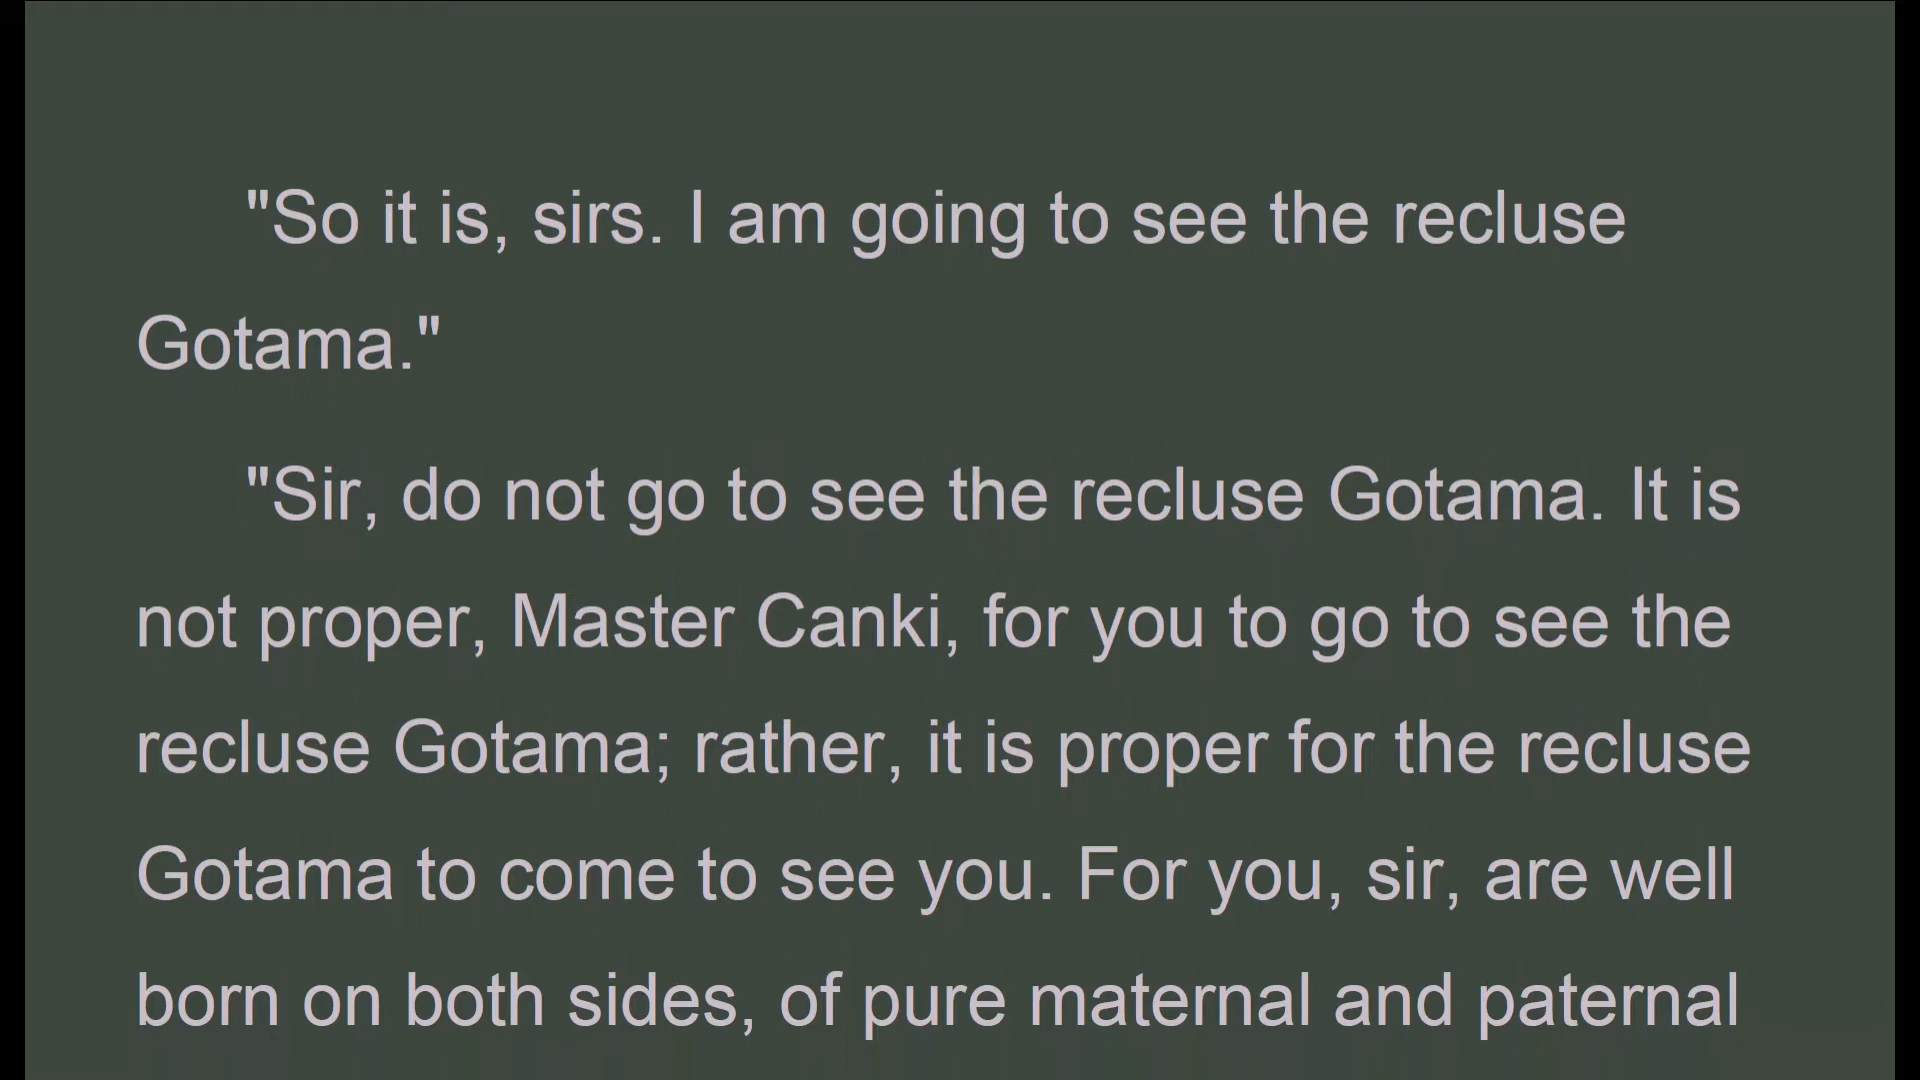 "So it is, sirs. I am going to see the recluse
Gotama."
"Sir, do not go to see the recluse Gotama. It is
not proper, Master Canki, for you to go to see the
recluse Gotama; rather, it is proper for the recluse
Gotama to come to see you. For you, sir, are well
born on both sides, of pure maternal and paternal